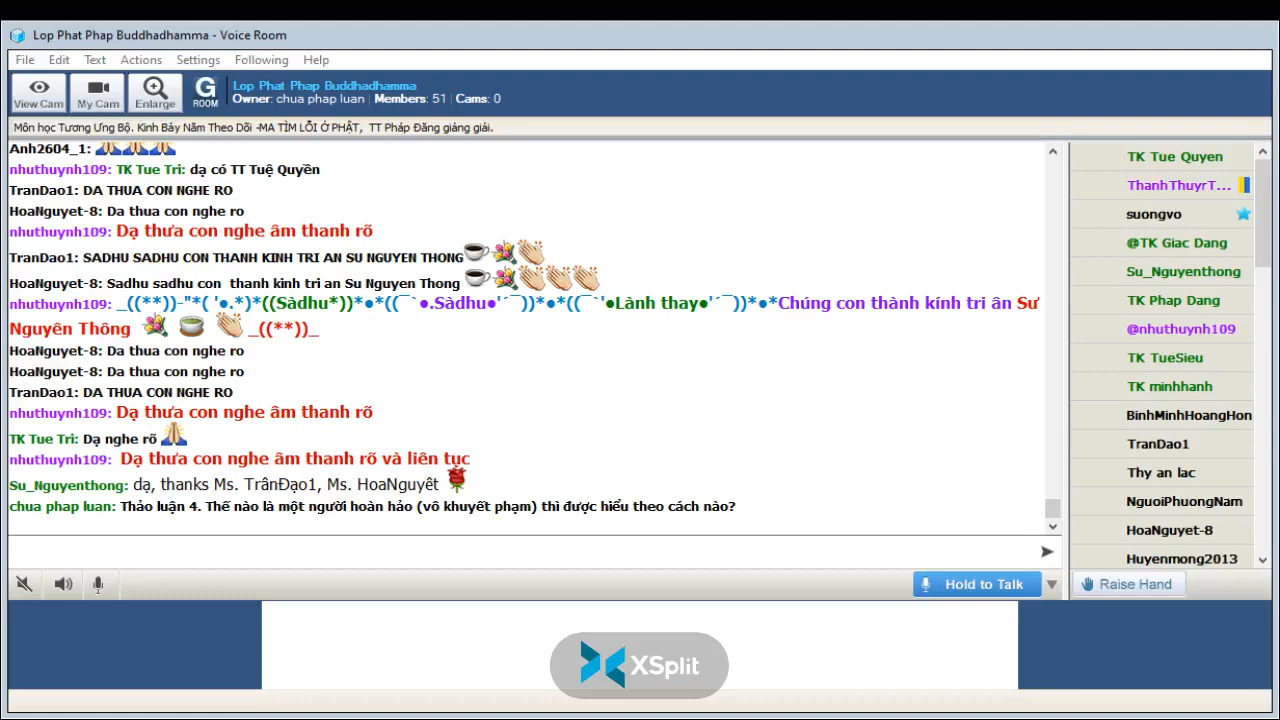 Lop Phat Phap Buddhadhamma - Voice Room
File Edit Text Actions Settings Following Help
View Cam My Cam Enlarge G ROOM
Lop Phat Phap Buddhadhamma
Owner: chua phap luan | Members: 51 | Cams: 0
Môn học Tương Ưng Bộ. Kinh Bảy Năm Theo Dõi -MA TÌM LỖI Ở PHẬT, TT Pháp Đăng giảng giải.
Anh2604_1:
nhuthuynh109: TK Tue Tri: dạ có TT Tuệ Quyền
TranDao1: DA THUA CON NGHE RO
HoaNguyet-8: Da thua con nghe ro
nhuthuynh109: Dạ thưa con nghe âm thanh rõ
TranDao1: SADHU SADHU CON THANH KINH TRI AN SU NGUYEN THONG
HoaNguyet-8: Sadhu sadhu con thanh kinh tri an Su Nguyen Thong
nhuthuynh109: _((**))-"*( '●.*)*((Sàdhu*))*●*((¯`●.Sàdhu●'´¯))*●*((¯`'●Lành thay●'´¯))*●*Chúng con thành kính tri ân Sư
Nguyên Thông _((**))_
HoaNguyet-8: Da thua con nghe ro
HoaNguyet-8: Da thua con nghe ro
TranDao1: DA THUA CON NGHE RO
nhuthuynh109: Dạ thưa con nghe âm thanh rõ
TK Tue Tri: Dạ nghe rõ
nhuthuynh109: Dạ thưa con nghe âm thanh rõ và liên tục
Su_Nguyenthong: dạ, thanks Ms. TrânĐạo1, Ms. HoaNguyêt
chua phap luan: Thảo luận 4. Thế nào là một người hoàn hảo (vô khuyết phạm) thì được hiểu theo cách nào?
TK Tue Quyen
ThanhThuyrT...
suongvo
@TK Giac Dang
Su_Nguyenthong
TK Phap Dang
@nhuthuynh109
TK TueSieu
TK minhhanh
BinhMinhHoangHon
TranDao1
Thy an lac
NguoiPhuongNam
HoaNguyet-8
Huyenmong2013
Hold to Talk
Raise Hand
XSplit